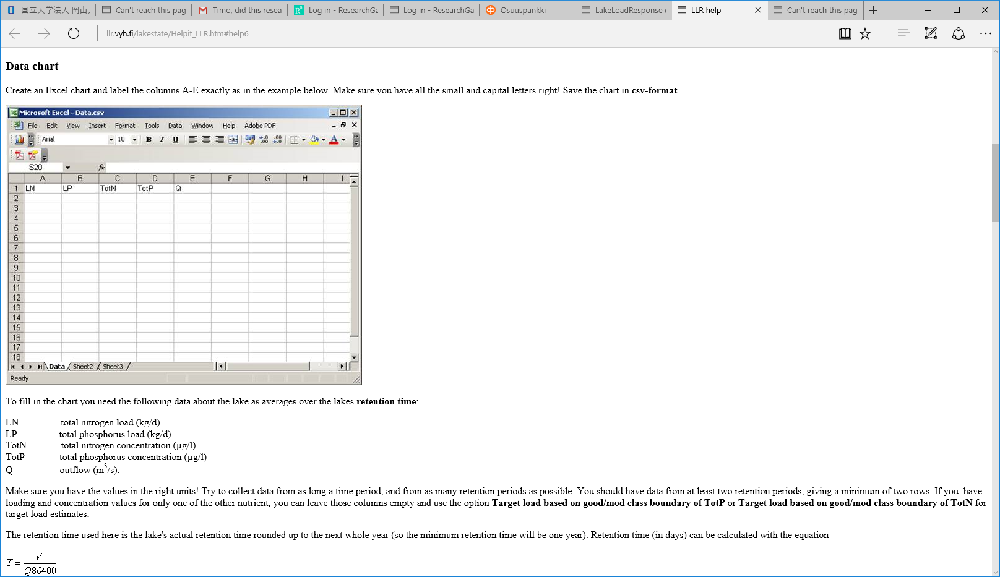 国立大学法人 岡山
Can't reach this pag
Timo, did this resea
Log in - ResearchGa
Log in - ResearchGa
Osuuspankki
LakeLoadResponse (
LLR help
Can't reach this pag
llr.vyh.fi/lakestate/Helpit_LLR.htm#help6
Data chart
Create an Excel chart and label the columns A-E exactly as in the example below. Make sure you have all the small and capital letters right! Save the chart in csv-format.
Microsoft Excel - Data.csv
File Edit View Insert Format Tools Data Window Help Adobe PDF
Arial 10 B I U
S20 fx
A B C D E F G H I
1 LN LP TotN TotP Q
2
3
4
5
6
7
8
9
10
11
12
13
14
15
16
17
18
Data Sheet2 Sheet3
Ready
To fill in the chart you need the following data about the lake as averages over the lakes retention time:
LN total nitrogen load (kg/d)
LP total phosphorus load (kg/d)
TotN total nitrogen concentration (µg/l)
TotP total phosphorus concentration (µg/l)
Q outflow (m³/s).
Make sure you have the values in the right units! Try to collect data from as long a time period, and from as many retention periods as possible. You should have data from at least two retention periods, giving a minimum of two rows. If you have
loading and concentration values for only one of the other nutrient, you can leave those columns empty and use the option Target load based on good/mod class boundary of TotP or Target load based on good/mod class boundary of TotN for
target load estimates.
The retention time used here is the lake's actual retention time rounded up to the next whole year (so the minimum retention time will be one year). Retention time (in days) can be calculated with the equation
V
T =
Q86400